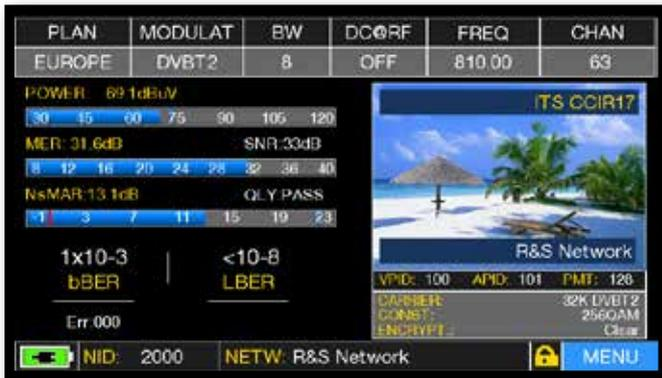 PLAN MODULAT BW DC@RF FREQ CHAN
EUROPE DVBT2 8 OFF 810.00 63
POWER: 69.1dBuV
30 45 60 75 90 105 120
MER: 31.6dB SNR:33dB
8 12 16 20 24 28 32 36 40
NsMAR:13.1dB QLY:PASS
-1 3 7 11 15 19 23
1x10-3 <10-8
bBER LBER
Err:000
ITS CCIR17
R&S Network
VPID: 100 APID: 101 PMT: 128
CARRIER: 32K DVBT2
CONST: 256QAM
ENCRYPT.: Clear
NID: 2000 NETW: R&S Network MENU